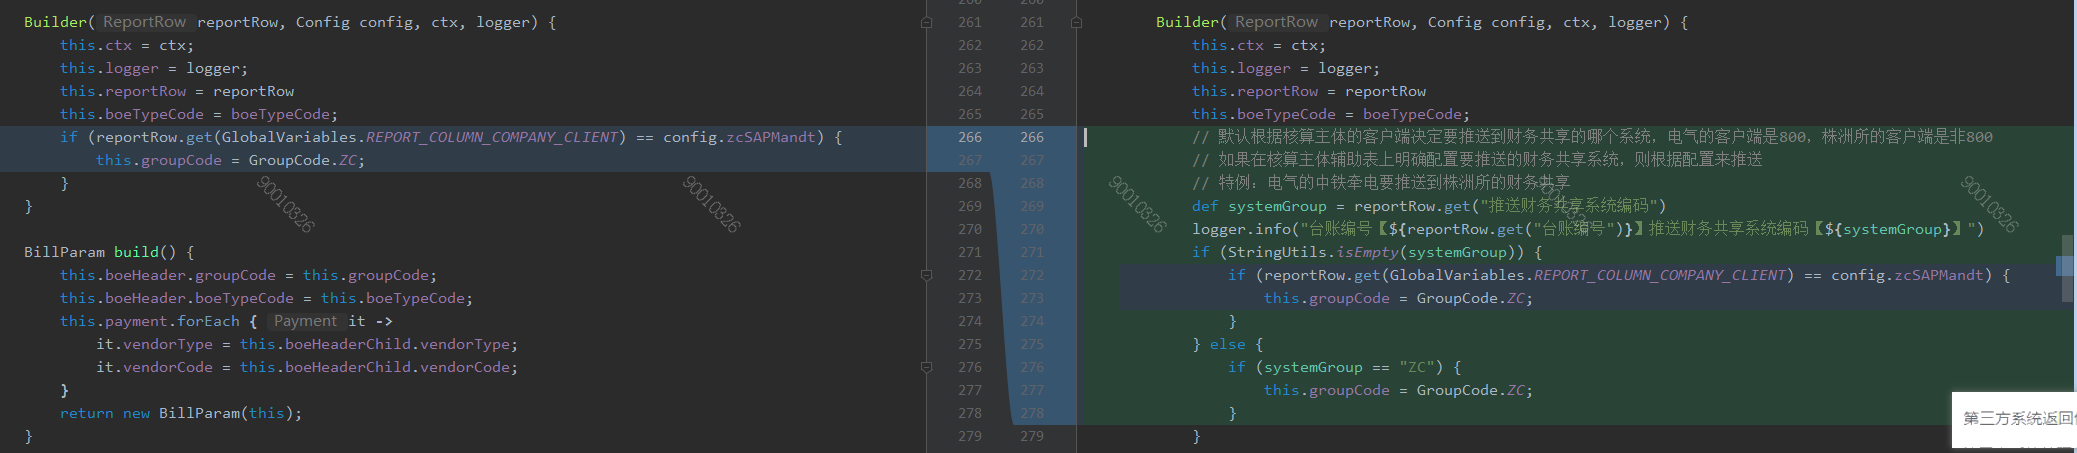 Builder( ReportRow reportRow, Config config, ctx, logger) {
this.ctx = ctx;
this.logger = logger;
this.reportRow = reportRow
this.boeTypeCode = boeTypeCode;
if (reportRow.get(GlobalVariables.REPORT_COLUMN_COMPANY_CLIENT) == config.zcSAPMandt) {
this.groupCode = GroupCode.ZC;
}
}
BillParam build() {
this.boeHeader.groupCode = this.groupCode;
this.boeHeader.boeTypeCode = this.boeTypeCode;
this.payment.forEach { Payment it ->
it.vendorType = this.boeHeaderChild.vendorType;
it.vendorCode = this.boeHeaderChild.vendorCode;
}
return new BillParam(this);
}
261 261
262 262
263 263
264 264
265 265
266 266
267 267
268 268
269 269
270 270
271 271
272 272
273 273
274 274
275 275
276 276
277 277
278 278
279 279
Builder( ReportRow reportRow, Config config, ctx, logger) {
this.ctx = ctx;
this.logger = logger;
this.reportRow = reportRow
this.boeTypeCode = boeTypeCode;
// 默认根据核算主体的客户端决定要推送到财务共享的哪个系统，电气的客户端是800，株洲所的客户端是非800
// 如果在核算主体辅助表上明确配置要推送的财务共享系统，则根据配置来推送
// 特例：电气的中铁牵电要推送到株洲所的财务共享
def systemGroup = reportRow.get("推送财务共享系统编码")
logger.info("台账编号【${reportRow.get("台账编号")}】推送财务共享系统编码【${systemGroup}】")
if (StringUtils.isEmpty(systemGroup)) {
if (reportRow.get(GlobalVariables.REPORT_COLUMN_COMPANY_CLIENT) == config.zcSAPMandt) {
this.groupCode = GroupCode.ZC;
}
} else {
if (systemGroup == "ZC") {
this.groupCode = GroupCode.ZC;
}
}
90010326
90010326
90010326
90010326
第三方系统返回